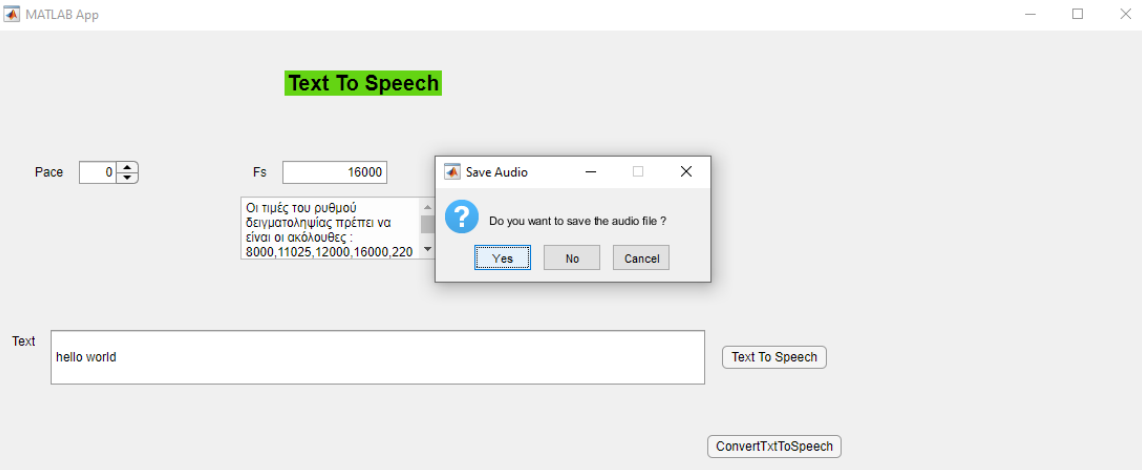 MATLAB App
Text To Speech
Pace 0
Fs 16000
Οι τιμές του ρυθμού
δειγματοληψίας πρέπει να
είναι οι ακόλουθες :
8000,11025,12000,16000,220
Save Audio
Do you want to save the audio file ?
Yes No Cancel
Text
hello world
Text To Speech
ConvertTxtToSpeech